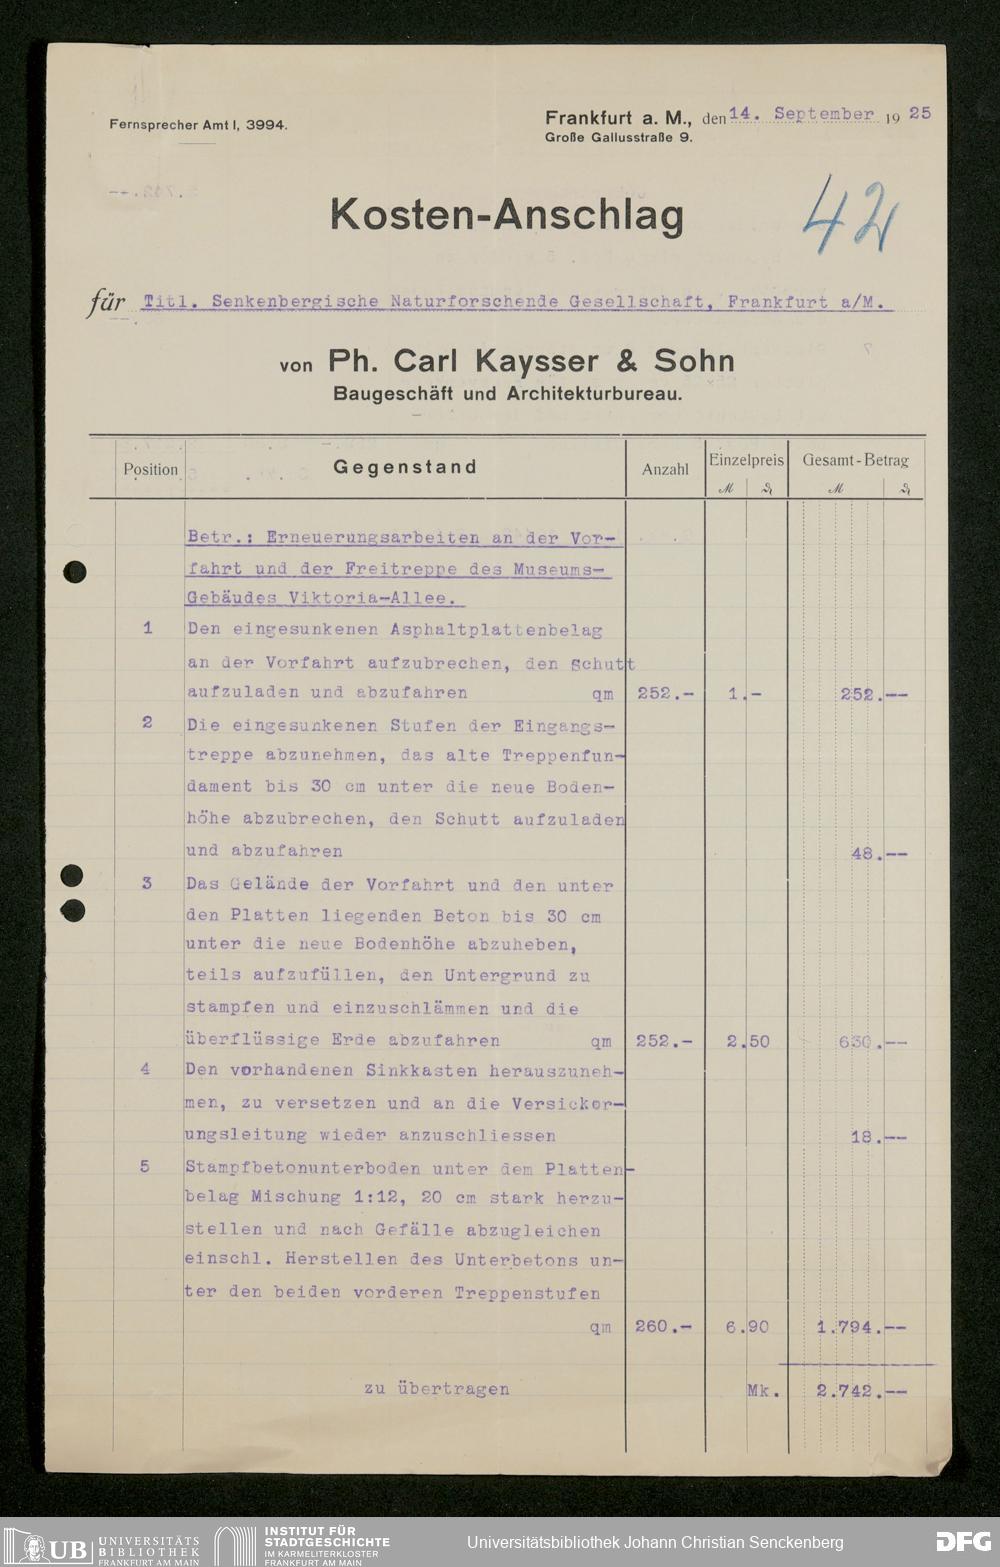 Fernsprecher Amt I, 3994.
Frankfurt a. M., den 14. September 1925
Große Gallusstraße 9.
Kosten-Anschlag
42
für Titl. Senkenbergische Naturforschende Gesellschaft, Frankfurt a/M.
von Ph. Carl Kaysser & Sohn
Baugeschäft und Architekturbureau.
Position Gegenstand Anzahl Einzelpreis Gesamt-Betrag
M ₰ M ₰
Betr.: Erneuerungsarbeiten an der Vor-
fahrt und der Freitreppe des Museums-
Gebäudes Viktoria-Allee.
1 Den eingesunkenen Asphaltplattenbelag
an der Vorfahrt aufzubrechen, den Schutt
aufzuladen und abzufahren qm 252.- 1.- 252.--
2 Die eingesunkenen Stufen der Eingangs-
treppe abzunehmen, das alte Treppenfun-
dament bis 30 cm unter die neue Boden-
höhe abzubrechen, den Schutt aufzuladen
und abzufahren 48.--
3 Das Gelände der Vorfahrt und den unter
den Platten liegenden Beton bis 30 cm
unter die neue Bodenhöhe abzuheben,
teils aufzufüllen, den Untergrund zu
stampfen und einzuschlämmen und die
überflüssige Erde abzufahren qm 252.- 2.50 630.--
4 Den vorhandenen Sinkkasten herauszuneh-
men, zu versetzen und an die Versicker-
ungsleitung wieder anzuschliessen 18.--
5 Stampfbetonunterboden unter dem Platten-
belag Mischung 1:12, 20 cm stark herzu-
stellen und nach Gefälle abzugleichen
einschl. Herstellen des Unterbetons un-
ter den beiden vorderen Treppenstufen
qm 260.- 6.90 1.794.--
zu übertragen Mk. 2.742.--
UB UNIVERSITÄTS
BIBLIOTHEK
FRANKFURT AM MAIN
INSTITUT FÜR
STADTGESCHICHTE
IM KARMELITERKLOSTER
FRANKFURT AM MAIN
Universitätsbibliothek Johann Christian Senckenberg
DFG